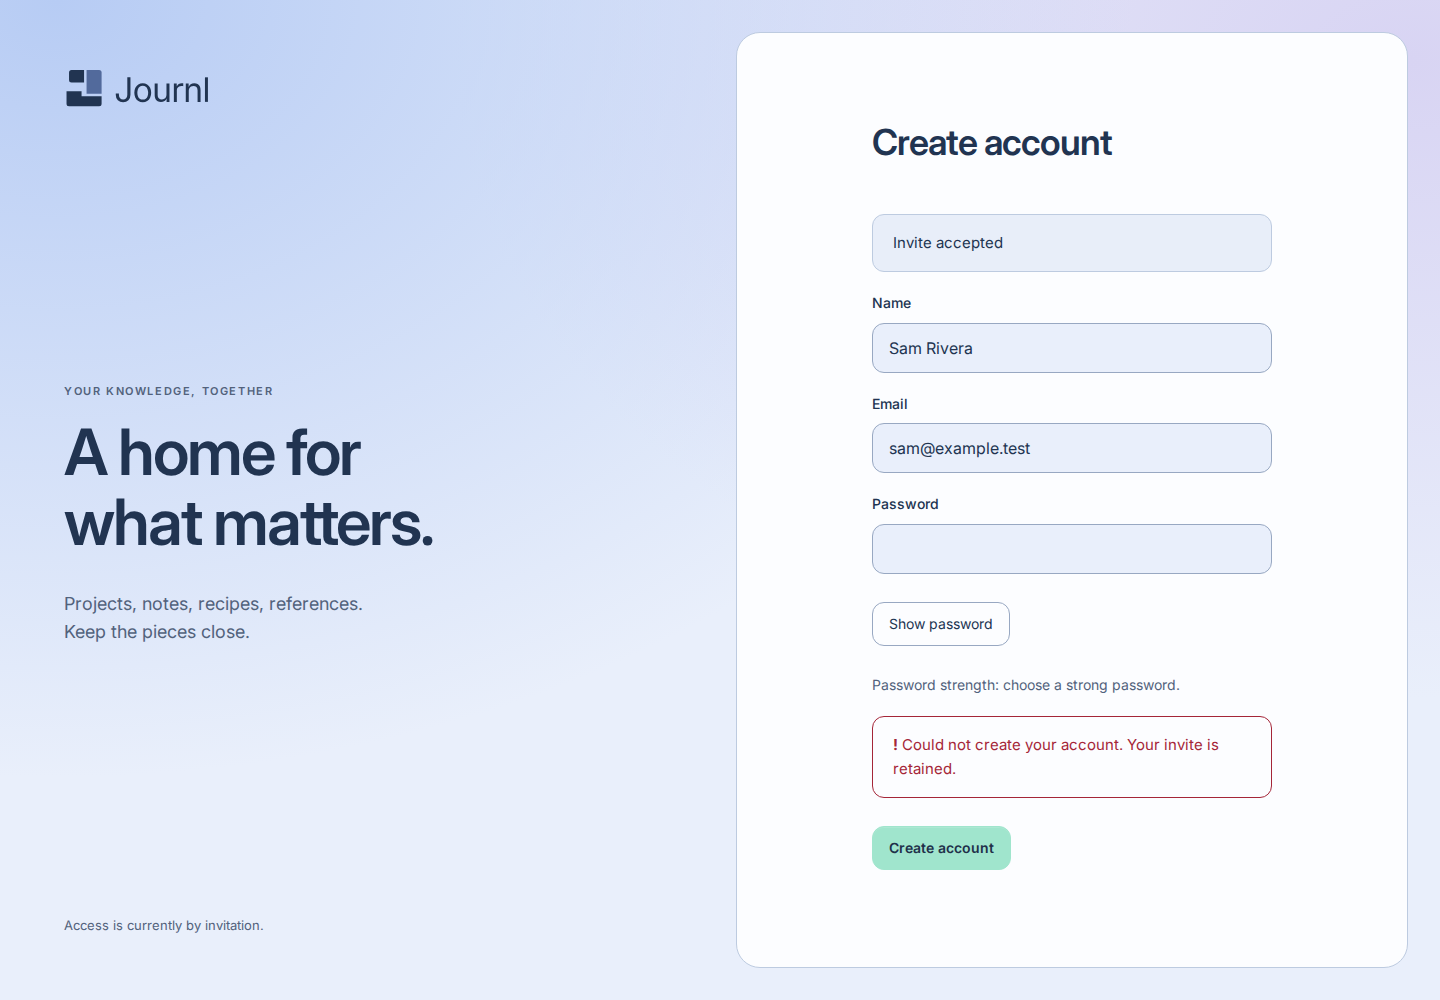 Journl
YOUR KNOWLEDGE, TOGETHER
A home for
what matters.
Projects, notes, recipes, references.
Keep the pieces close.
Access is currently by invitation.
Create account
Invite accepted
Name
Sam Rivera
Email
sam@example.test
Password
Show password
Password strength: choose a strong password.
! Could not create your account. Your invite is
retained.
Create account